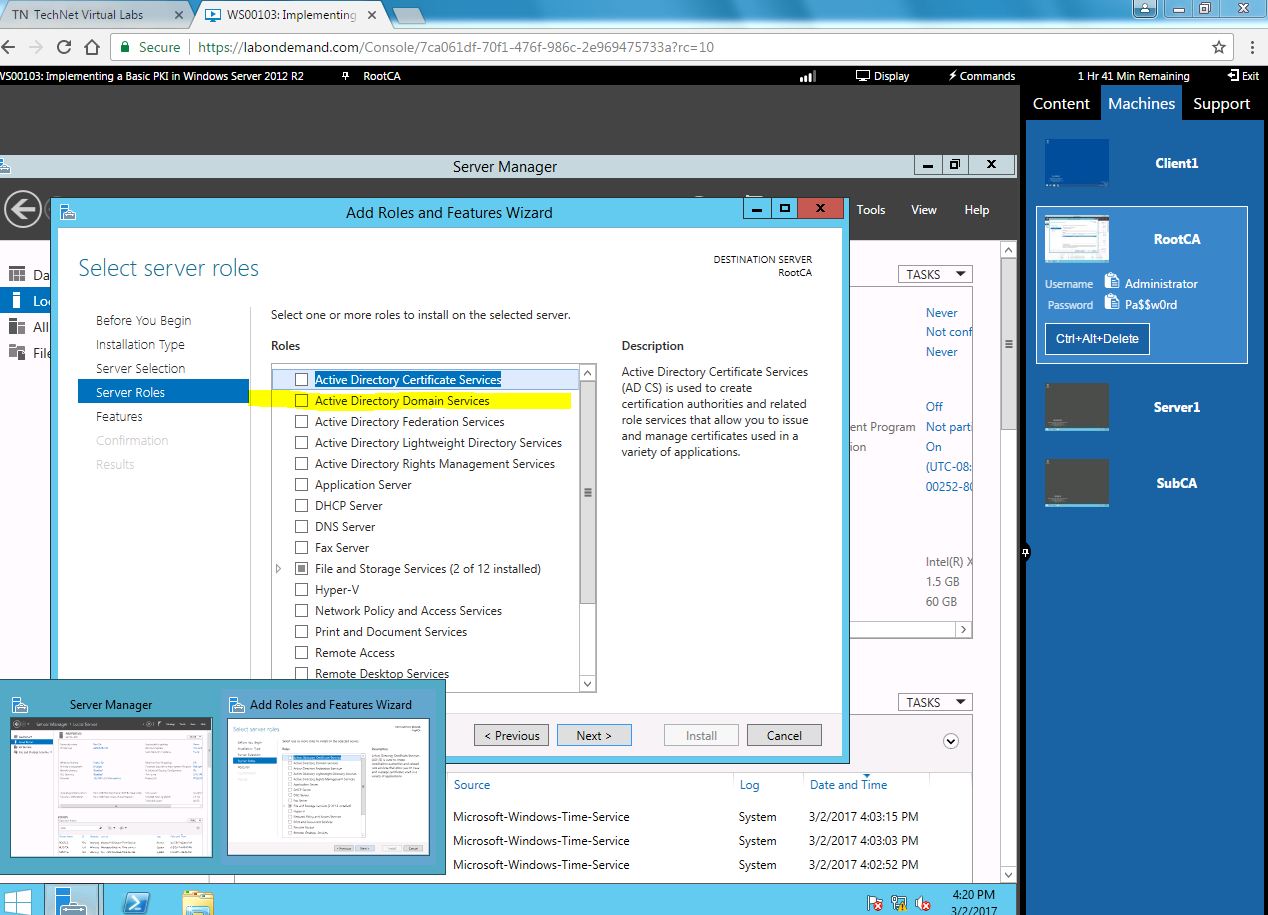 TN TechNet Virtual Labs
WS00103: Implementing
Secure
https://labondemand.com/Console/7ca061df-70f1-476f-986c-2e969475733a?rc=10
WS00103: Implementing a Basic PKI in Windows Server 2012 R2
RootCA
Display
Commands
1 Hr 41 Min Remaining
Exit
Content
Machines
Support
Server Manager
Tools
View
Help
Da
Loc
All
File
Add Roles and Features Wizard
Select server roles
DESTINATION SERVER
RootCA
Before You Begin
Installation Type
Server Selection
Server Roles
Features
Confirmation
Results
Select one or more roles to install on the selected server.
Roles
Active Directory Certificate Services
Active Directory Domain Services
Active Directory Federation Services
Active Directory Lightweight Directory Services
Active Directory Rights Management Services
Application Server
DHCP Server
DNS Server
Fax Server
File and Storage Services (2 of 12 installed)
Hyper-V
Network Policy and Access Services
Print and Document Services
Remote Access
Remote Desktop Services
Description
Active Directory Certificate Services
(AD CS) is used to create
certification authorities and related
role services that allow you to issue
and manage certificates used in a
variety of applications.
< Previous
Next >
Install
Cancel
TASKS
Never
Not conf
Never
Off
ent Program
Not parti
ion
On
(UTC-08:
00252-80
Intel(R) X
1.5 GB
60 GB
TASKS
Source
Log
Date and Time
Microsoft-Windows-Time-Service
System
3/2/2017 4:03:15 PM
Microsoft-Windows-Time-Service
System
3/2/2017 4:03:03 PM
Microsoft-Windows-Time-Service
System
3/2/2017 4:02:52 PM
Server Manager
Add Roles and Features Wizard
4:20 PM
3/2/2017
Client1
RootCA
Username
Administrator
Password
Pa$$w0rd
Ctrl+Alt+Delete
Server1
SubCA